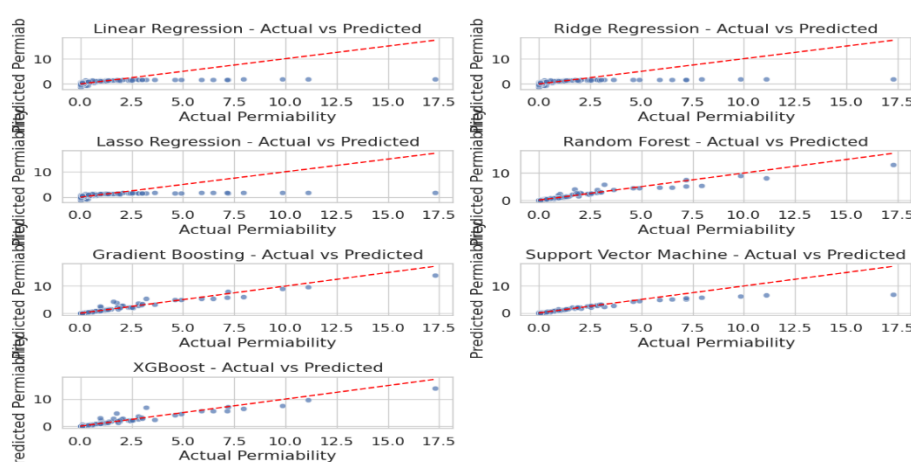 Linear Regression - Actual vs Predicted
Predicted Permiab
10
0
0.0 2.5 5.0 7.5 10.0 12.5 15.0 17.5
Actual Permiability
Ridge Regression - Actual vs Predicted
Predicted Permiab
10
0
0.0 2.5 5.0 7.5 10.0 12.5 15.0 17.5
Actual Permiability
Lasso Regression - Actual vs Predicted
10
0
0.0 2.5 5.0 7.5 10.0 12.5 15.0 17.5
Actual Permiability
Random Forest - Actual vs Predicted
10
0
0.0 2.5 5.0 7.5 10.0 12.5 15.0 17.5
Actual Permiability
Gradient Boosting - Actual vs Predicted
10
0
0.0 2.5 5.0 7.5 10.0 12.5 15.0 17.5
Actual Permiability
Support Vector Machine - Actual vs Predicted
Predicted Permiability
10
0
0.0 2.5 5.0 7.5 10.0 12.5 15.0 17.5
Actual Permiability
XGBoost - Actual vs Predicted
10
0
0.0 2.5 5.0 7.5 10.0 12.5 15.0 17.5
Actual Permiability